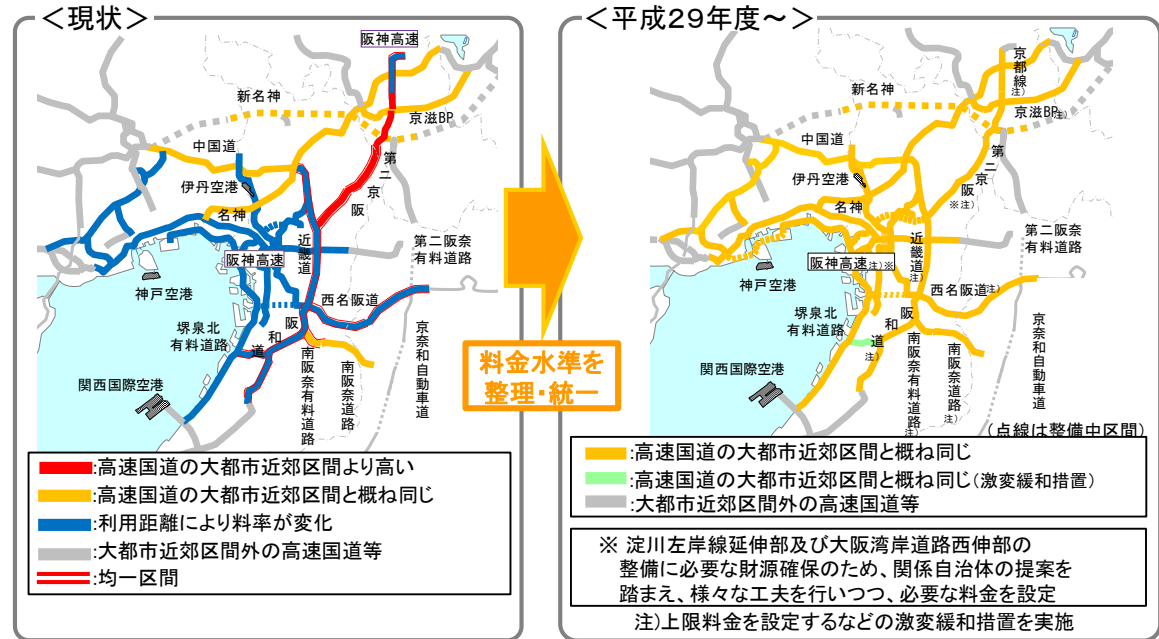 ＜現状＞
阪神高速
新名神
京滋BP
中国道
第二京阪
伊丹空港
名神
近畿道
第二阪奈
有料道路
阪神高速
神戸空港
西名阪道
堺泉北
有料道路
阪和道
南阪奈有料道路
南阪奈道路
京奈和自動車道
関西国際空港
:高速国道の大都市近郊区間より高い
:高速国道の大都市近郊区間と概ね同じ
:利用距離により料率が変化
:大都市近郊区間外の高速国道等
:均一区間
料金水準を
整理・統一
＜平成29年度～＞
京都線注)
新名神
京滋BP注)
中国道
第二京阪※注)
伊丹空港
名神
近畿道注)
第二阪奈
有料道路
阪神高速注)※
神戸空港
西名阪道注)
堺泉北
有料道路
阪和道注)
南阪奈有料道路注)
南阪奈道路注)
京奈和自動車道
関西国際空港
(点線は整備中区間)
:高速国道の大都市近郊区間と概ね同じ
:高速国道の大都市近郊区間と概ね同じ(激変緩和措置)
:大都市近郊区間外の高速国道等
※ 淀川左岸線延伸部及び大阪湾岸道路西伸部の
整備に必要な財源確保のため、関係自治体の提案を
踏まえ、様々な工夫を行いつつ、必要な料金を設定
注)上限料金を設定するなどの激変緩和措置を実施